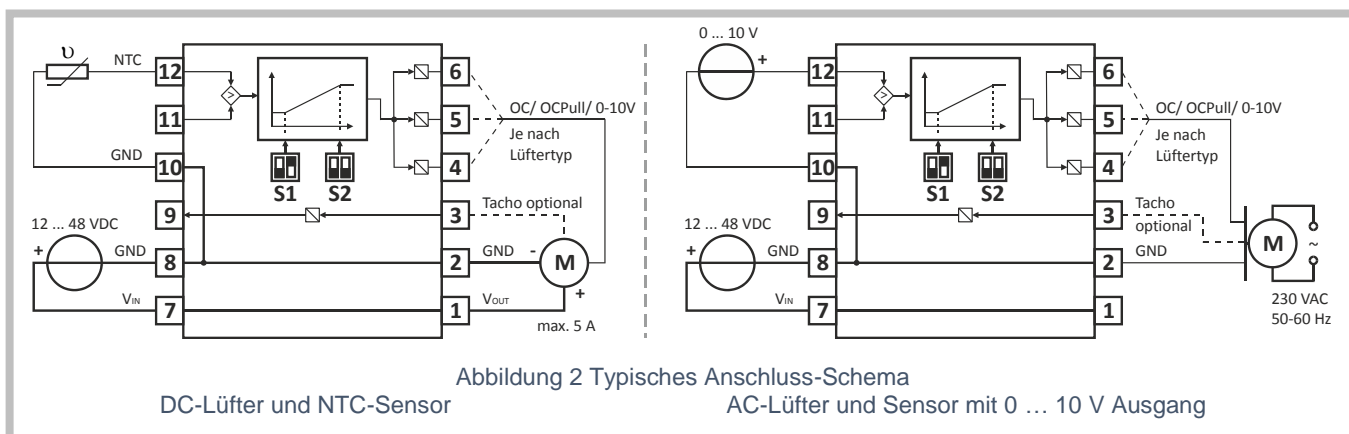 NTC
12
11
GND
10
9
12 ... 48 VDC
+
GND
8
VIN
7
υ
>
S1
S2
6
5
4
OC/ OCPull/ 0-10V
Je nach
Lüftertyp
3
Tacho optional
2
GND
-
M
+
1
VOUT
max. 5 A
0 ... 10 V
+
12
11
10
9
12 ... 48 VDC
+
GND
8
VIN
7
>
S1
S2
6
5
4
OC/ OCPull/ 0-10V
Je nach
Lüftertyp
3
Tacho
optional
2
GND
1
M
~
230 VAC
50-60 Hz
Abbildung 2 Typisches Anschluss-Schema
DC-Lüfter und NTC-Sensor
AC-Lüfter und Sensor mit 0 … 10 V Ausgang